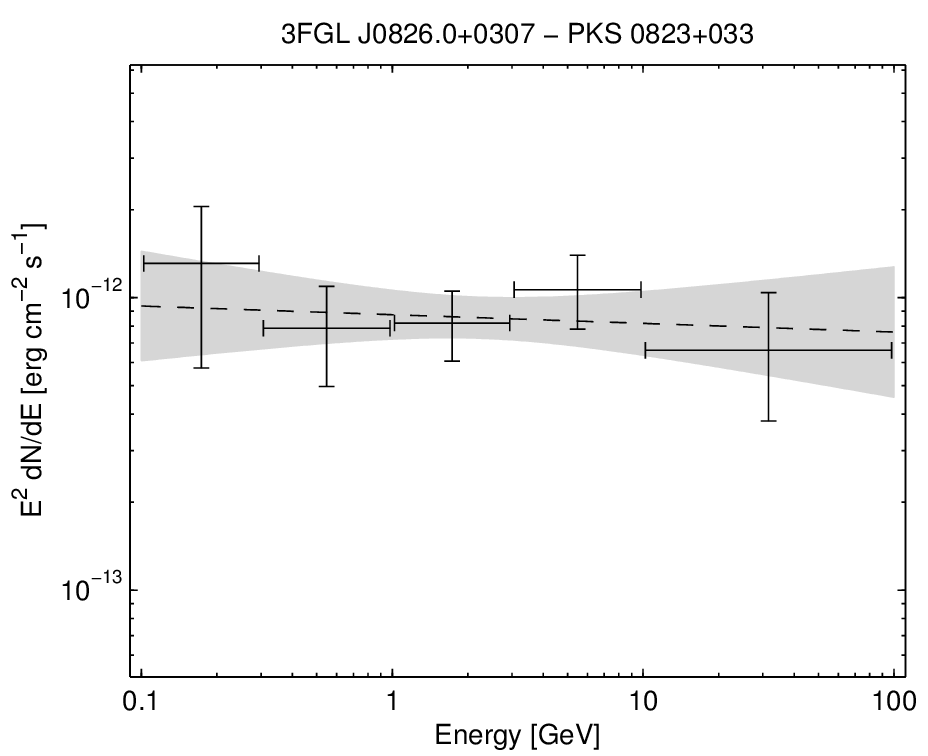 3FGL J0826.0+0307 − PKS 0823+033
E² dN/dE [erg cm⁻² s⁻¹]
10⁻¹²
10⁻¹³
0.1 1 10 100
Energy [GeV]